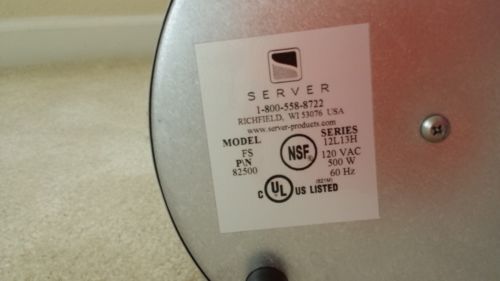 SERVER
1-800-558-8722
RICHFIELD, WI 53076 USA
www.server-products.com
MODEL
FS
P\N
82500
NSF
SERIES
12L13H
120 VAC
500 W
60 Hz
C UL US LISTED
(821M)